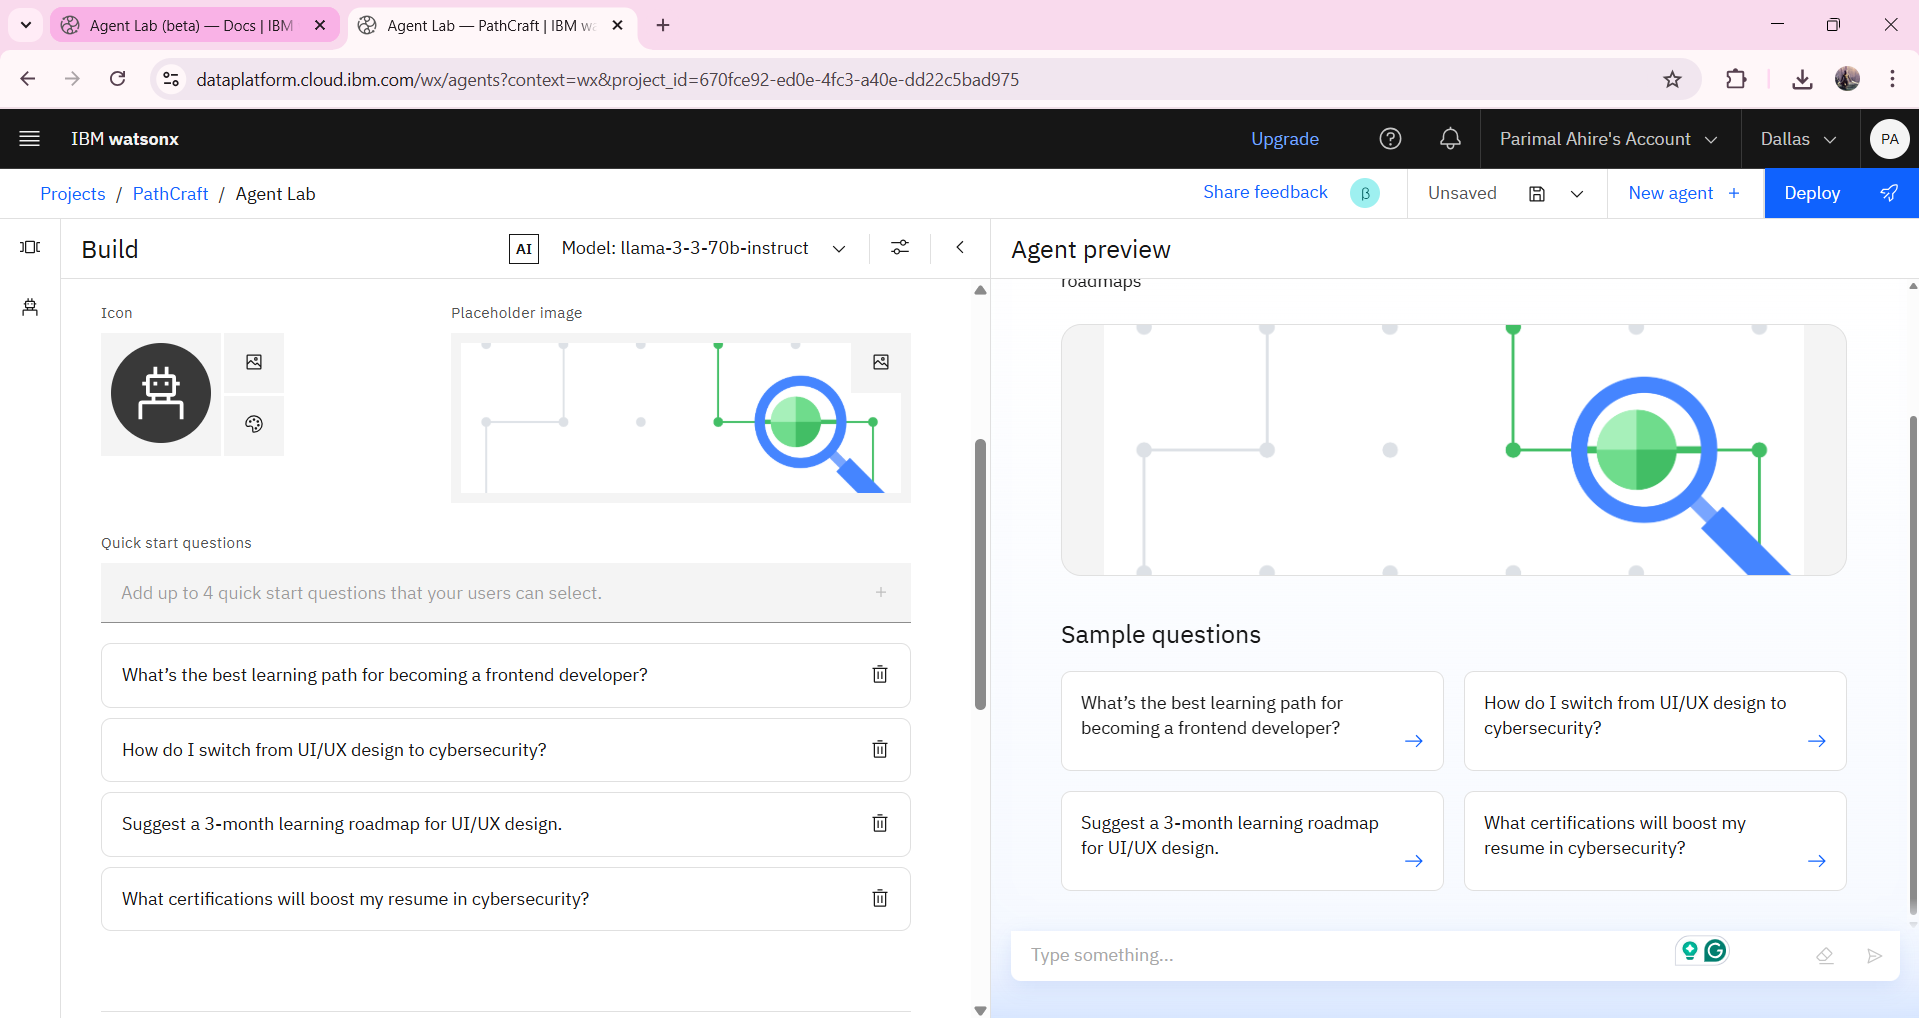 Agent Lab (beta) — Docs | IBM
Agent Lab — PathCraft | IBM wa
dataplatform.cloud.ibm.com/wx/agents?context=wx&project_id=670fce92-ed0e-4fc3-a40e-dd22c5bad975
IBM watsonx
Upgrade
Parimal Ahire's Account
Dallas
PA
Projects / PathCraft / Agent Lab
Share feedback
β
Unsaved
New agent +
Deploy
Build
AI
Model: llama-3-3-70b-instruct
Agent preview
Icon
Placeholder image
Quick start questions
Add up to 4 quick start questions that your users can select.
What’s the best learning path for becoming a frontend developer?
How do I switch from UI/UX design to cybersecurity?
Suggest a 3-month learning roadmap for UI/UX design.
What certifications will boost my resume in cybersecurity?
roadmaps
Sample questions
What’s the best learning path for
becoming a frontend developer?
How do I switch from UI/UX design to
cybersecurity?
Suggest a 3-month learning roadmap
for UI/UX design.
What certifications will boost my
resume in cybersecurity?
Type something...